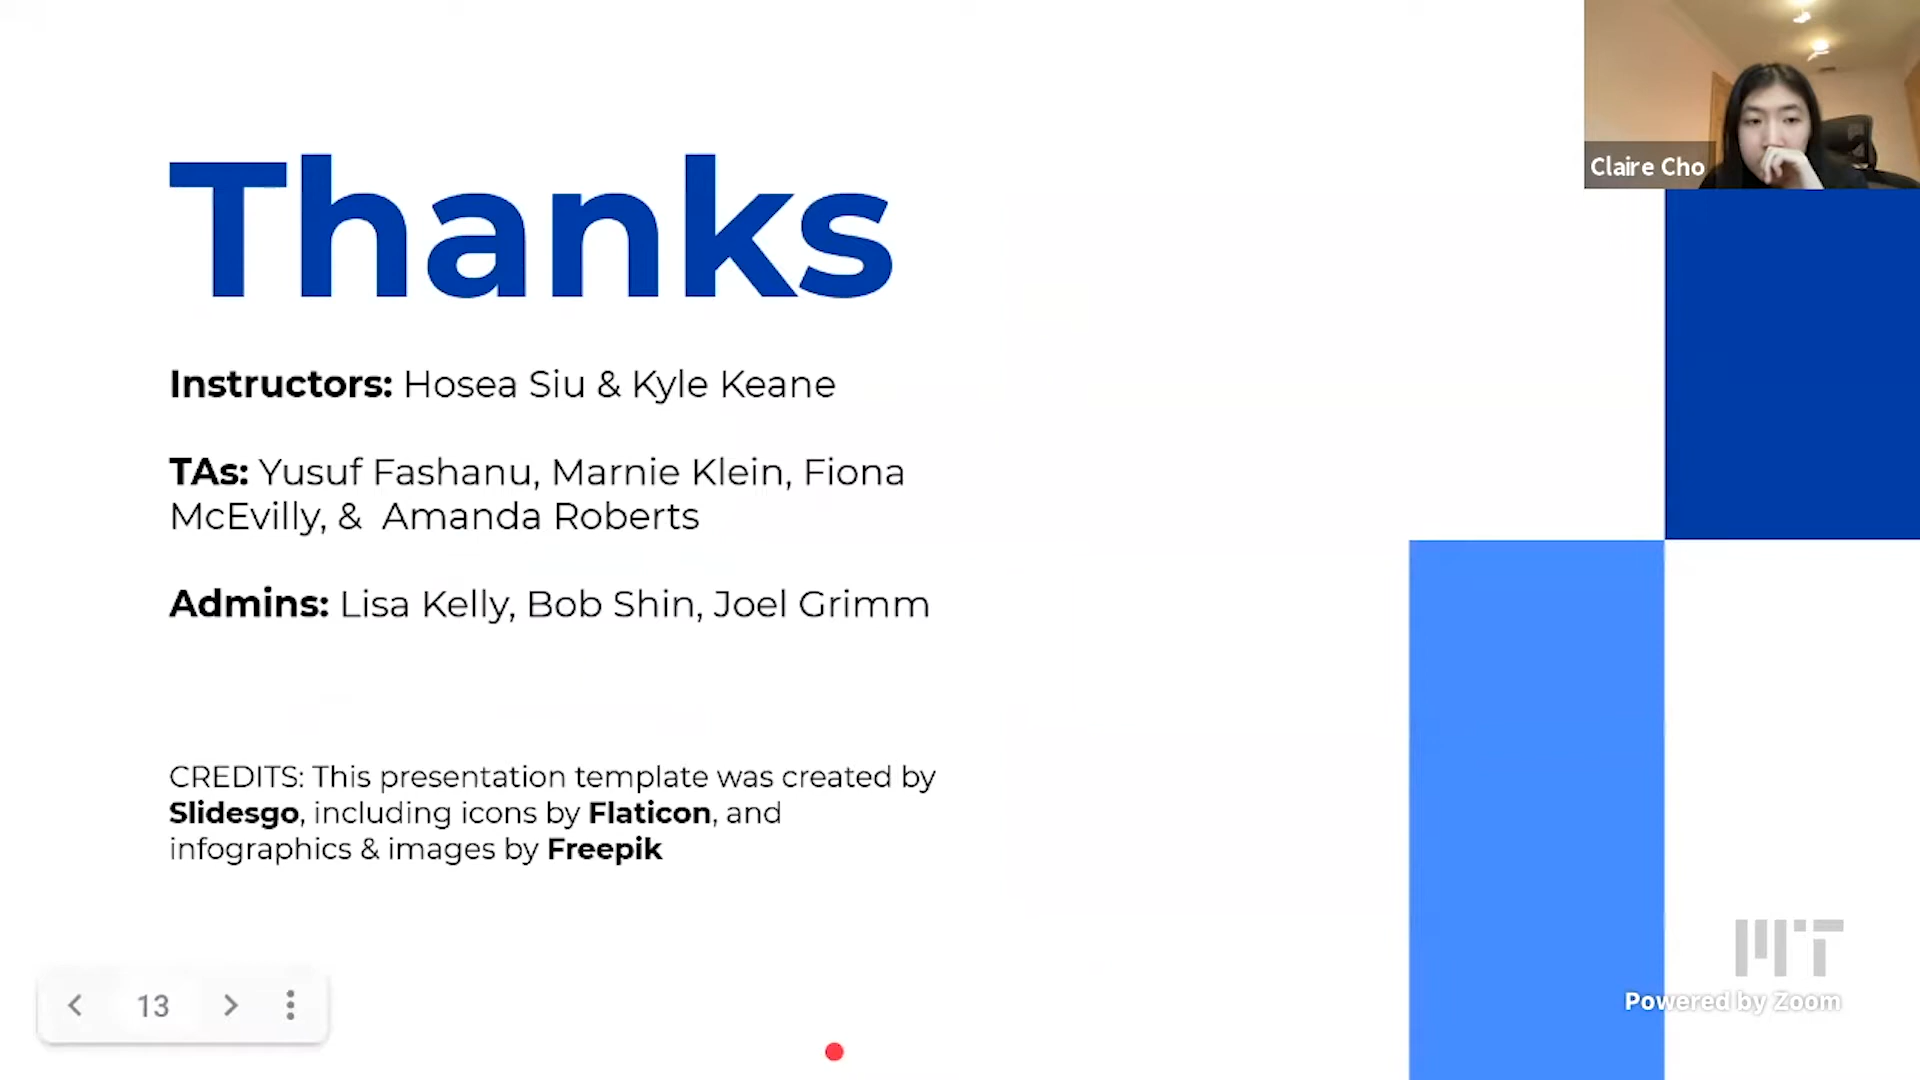 Claire Cho
Thanks
Instructors: Hosea Siu & Kyle Keane
TAs: Yusuf Fashanu, Marnie Klein, Fiona
McEvilly, &  Amanda Roberts
Admins: Lisa Kelly, Bob Shin, Joel Grimm
CREDITS: This presentation template was created by
Slidesgo, including icons by Flaticon, and
infographics & images by Freepik
13
MIT
Powered by Zoom